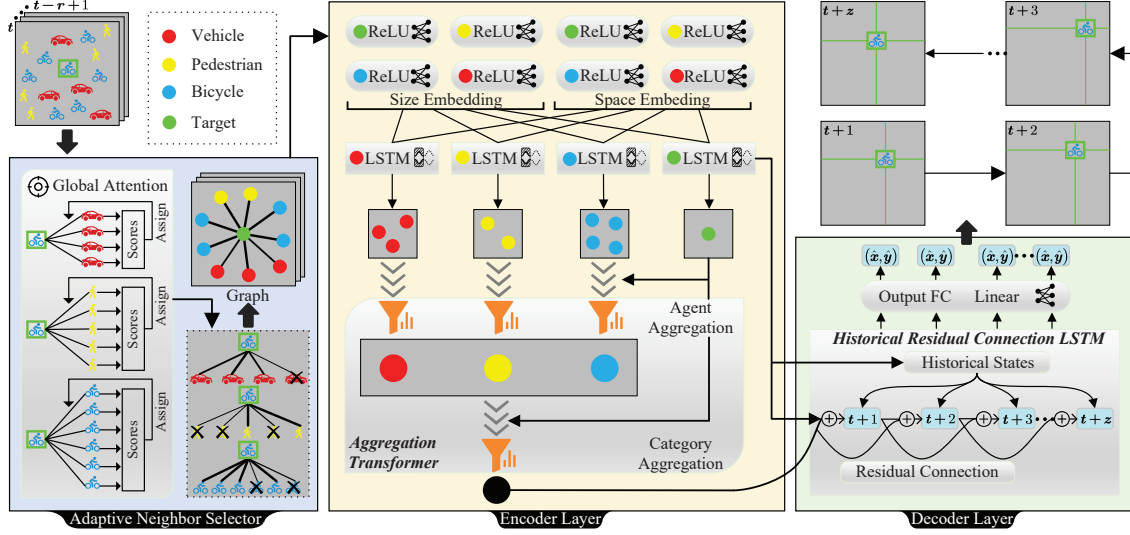 t − r + 1
t
Vehicle
Pedestrian
Bicycle
Target
Global Attention
Scores
Assign
Scores
Assign
Scores
Assign
Graph
Adaptive Neighbor Selector
ReLU
ReLU
ReLU
ReLU
ReLU
ReLU
ReLU
ReLU
Size Embedding
Space Embeding
LSTM
LSTM
LSTM
LSTM
Agent
Aggregation
Aggregation
Transformer
Category
Aggregation
Encoder Layer
t + z
t + 3
t + 1
t + 2
(x̂,ŷ)
(x̂,ŷ)
(x̂,ŷ)
(x̂,ŷ)
Output FC
Linear
Historical Residual Connection LSTM
Historical States
t + 1
t + 2
t + 3
t + z
Residual Connection
Decoder Layer